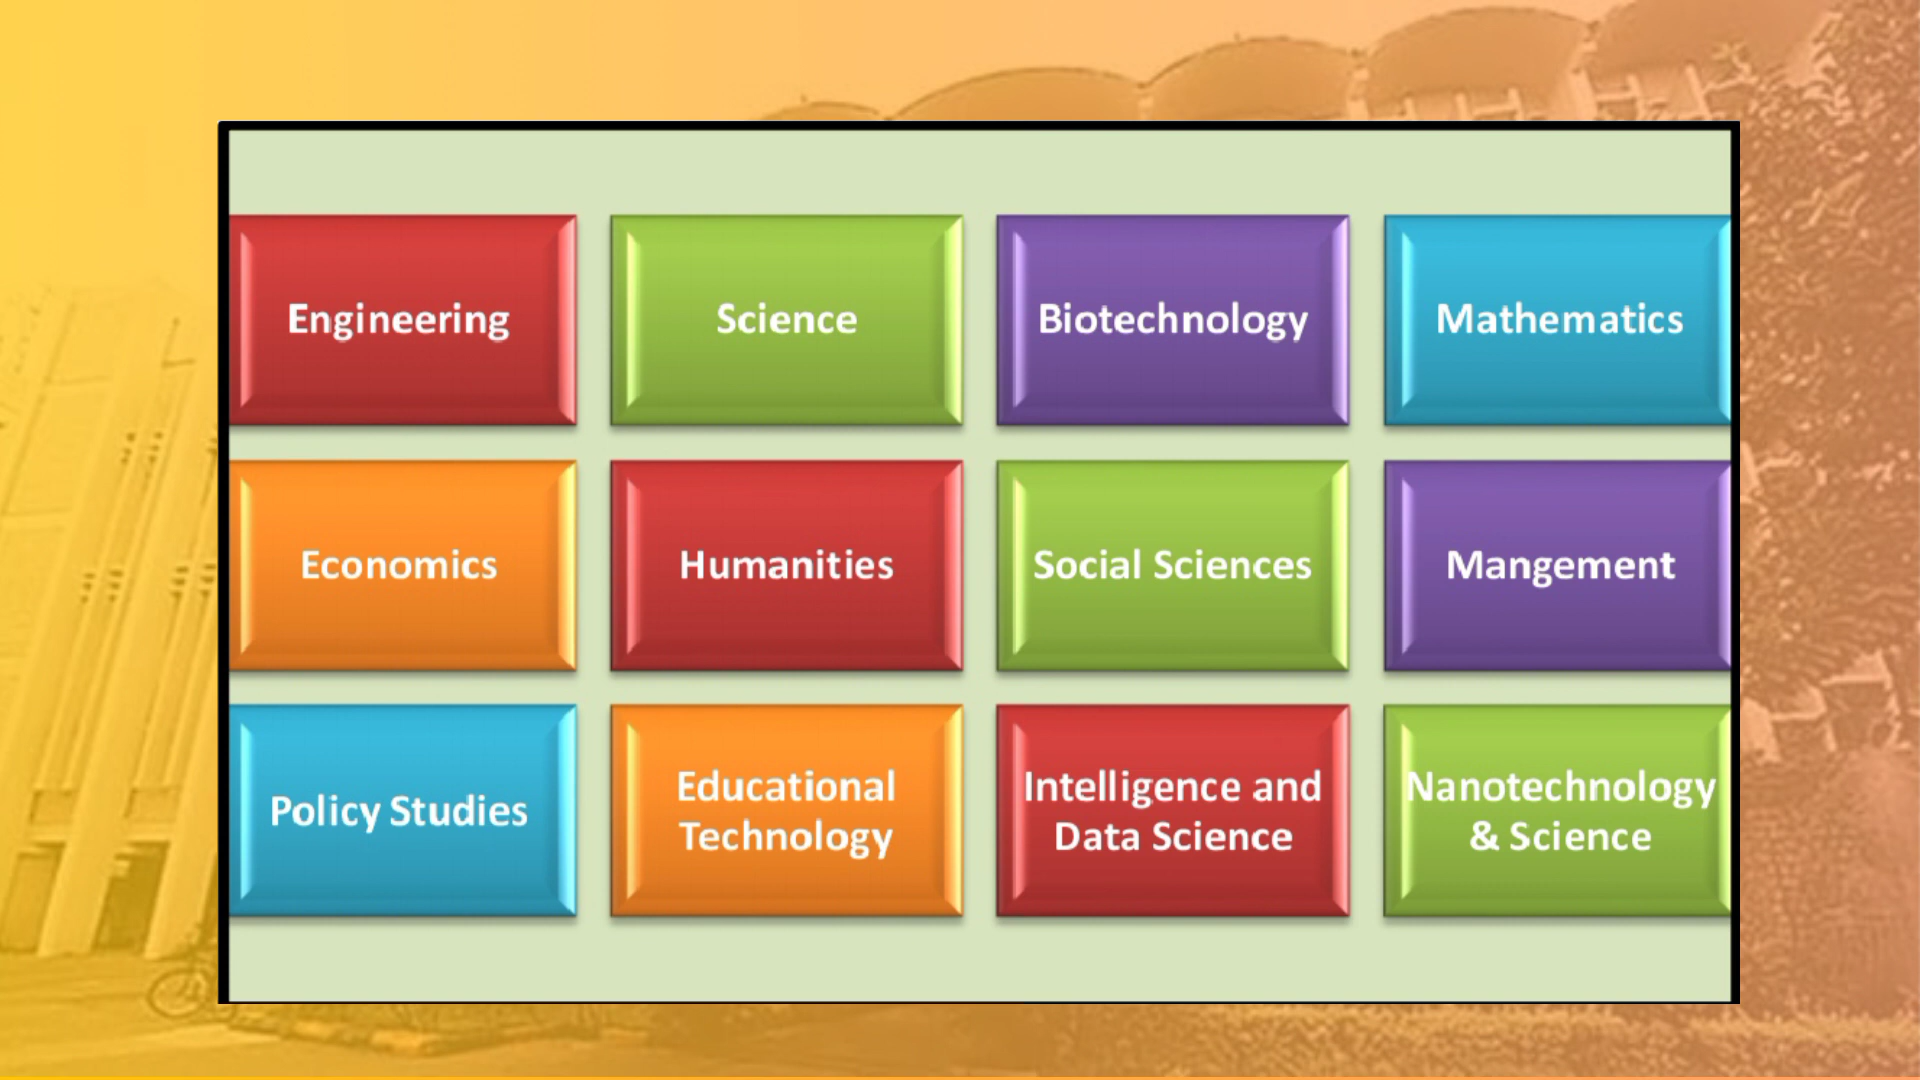 Engineering
Science
Biotechnology
Mathematics
Economics
Humanities
Social Sciences
Mangement
Policy Studies
Educational
Technology
Intelligence and
Data Science
Nanotechnology
& Science